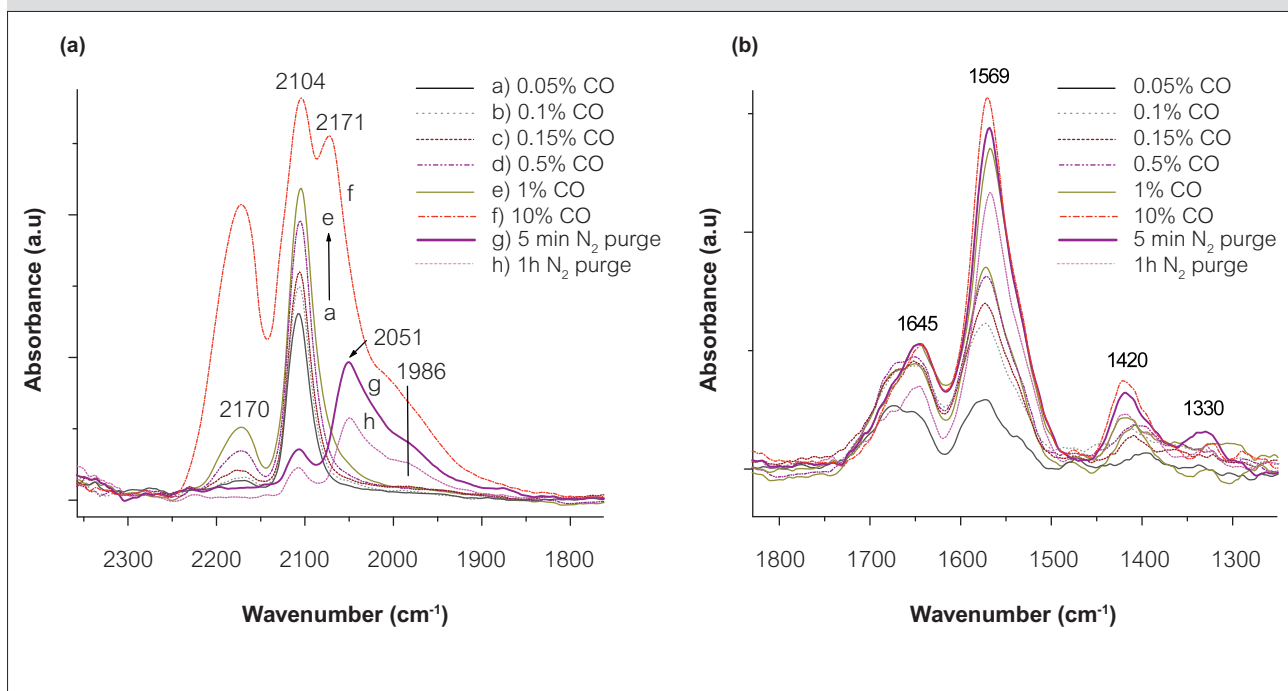 (a)
2104
2171
2170
2051
1986
f
e
a
g
h
a) 0.05% CO
b) 0.1% CO
c) 0.15% CO
d) 0.5% CO
e) 1% CO
f) 10% CO
g) 5 min N₂ purge
h) 1h N₂ purge
Absorbance (a.u)
2300 2200 2100 2000 1900 1800
Wavenumber (cm⁻¹)
(b)
1569
1645
1420
1330
0.05% CO
0.1% CO
0.15% CO
0.5% CO
1% CO
10% CO
5 min N₂ purge
1h N₂ purge
Absorbance (a.u)
1800 1700 1600 1500 1400 1300
Wavenumber (cm⁻¹)